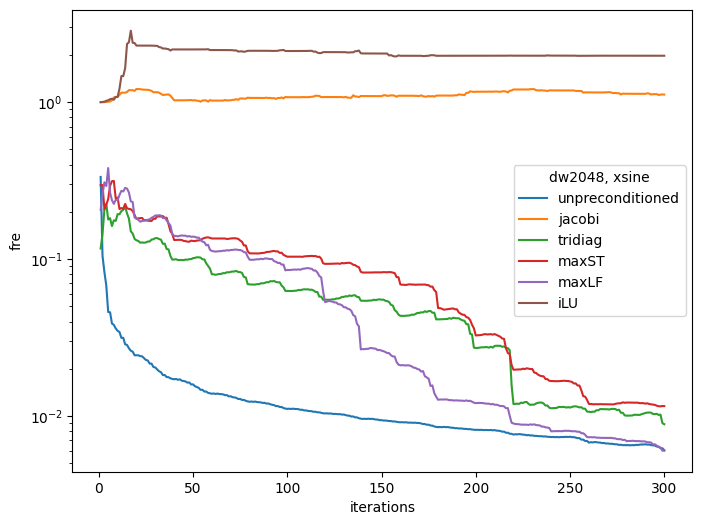 10⁰
10⁻¹
10⁻²
fre
0
50
100
150
200
250
300
iterations
dw2048, xsine
unpreconditioned
jacobi
tridiag
maxST
maxLF
iLU